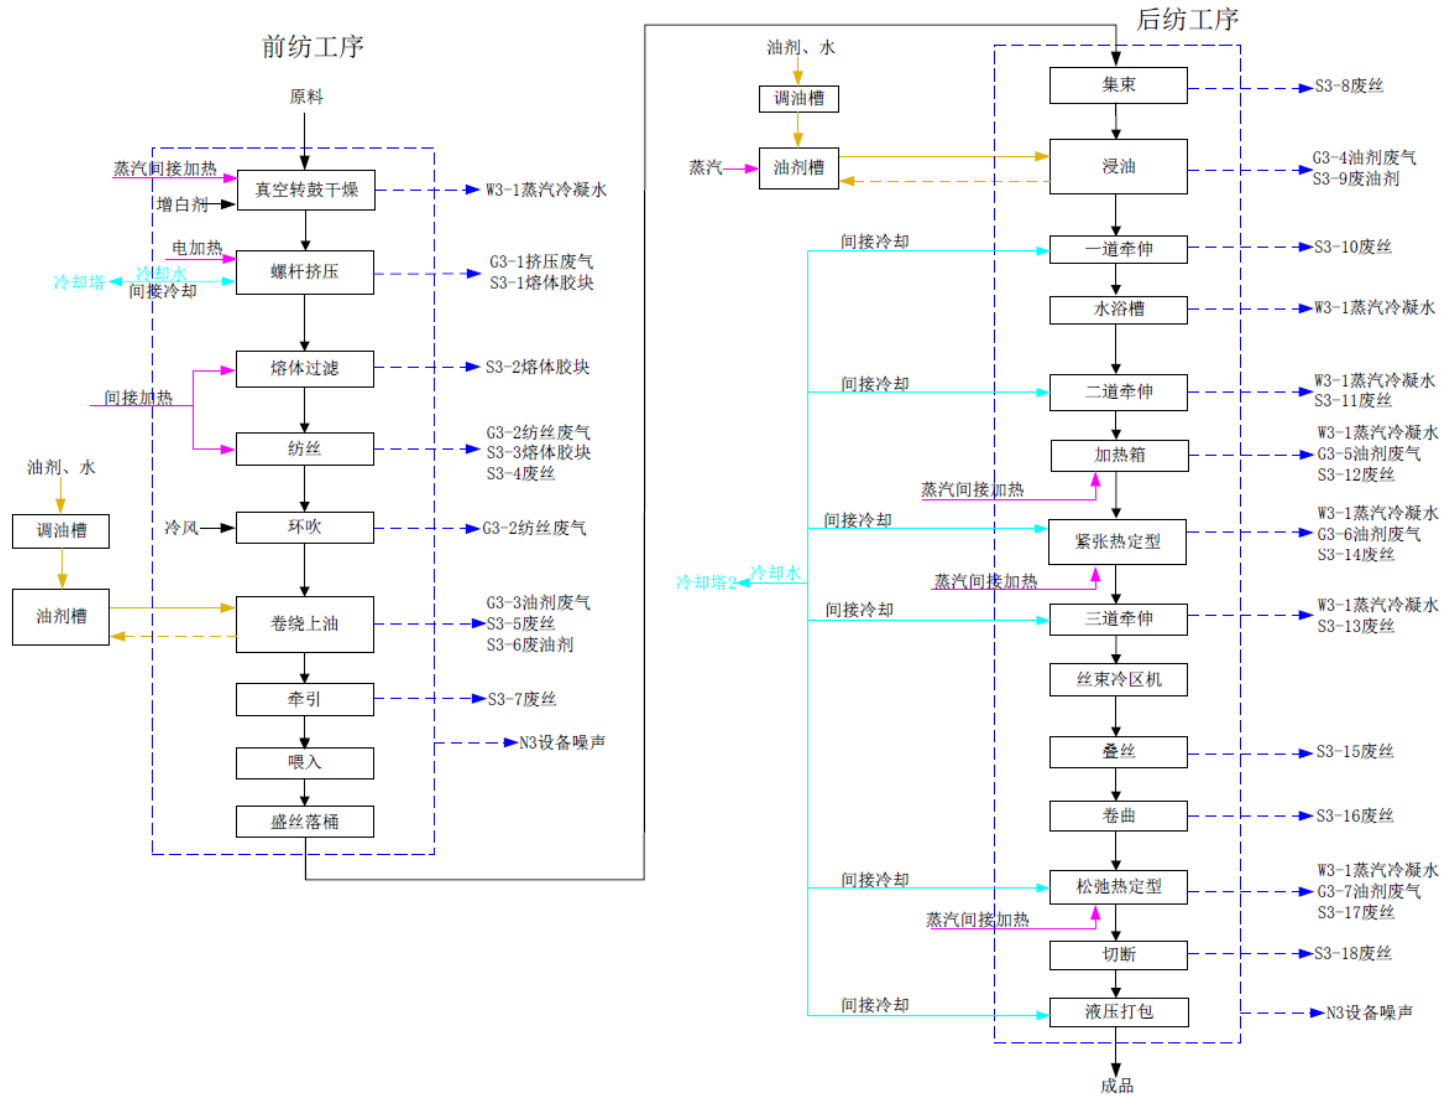 前纺工序
原料
蒸汽间接加热
真空转鼓干燥
W3-1蒸汽冷凝水
增白剂
电加热
冷却塔
冷却水
间接冷却
螺杆挤压
G3-1挤压废气
S3-1熔体胶块
熔体过滤
S3-2熔体胶块
间接加热
纺丝
G3-2纺丝废气
S3-3熔体胶块
S3-4废丝
油剂、水
调油槽
冷风
环吹
G3-2纺丝废气
油剂槽
卷绕上油
G3-3油剂废气
S3-5废丝
S3-6废油剂
牵引
S3-7废丝
N3设备噪声
喂入
盛丝落桶
后纺工序
油剂、水
调油槽
蒸汽
油剂槽
集束
S3-8废丝
浸油
G3-4油剂废气
S3-9废油剂
间接冷却
一道牵伸
S3-10废丝
水浴槽
W3-1蒸汽冷凝水
间接冷却
二道牵伸
W3-1蒸汽冷凝水
S3-11废丝
加热箱
W3-1蒸汽冷凝水
G3-5油剂废气
S3-12废丝
蒸汽间接加热
间接冷却
紧张热定型
W3-1蒸汽冷凝水
G3-6油剂废气
S3-14废丝
冷却塔2
冷却水
蒸汽间接加热
间接冷却
三道牵伸
W3-1蒸汽冷凝水
S3-13废丝
丝束冷区机
叠丝
S3-15废丝
卷曲
S3-16废丝
间接冷却
松弛热定型
W3-1蒸汽冷凝水
G3-7油剂废气
S3-17废丝
蒸汽间接加热
切断
S3-18废丝
间接冷却
液压打包
N3设备噪声
成品